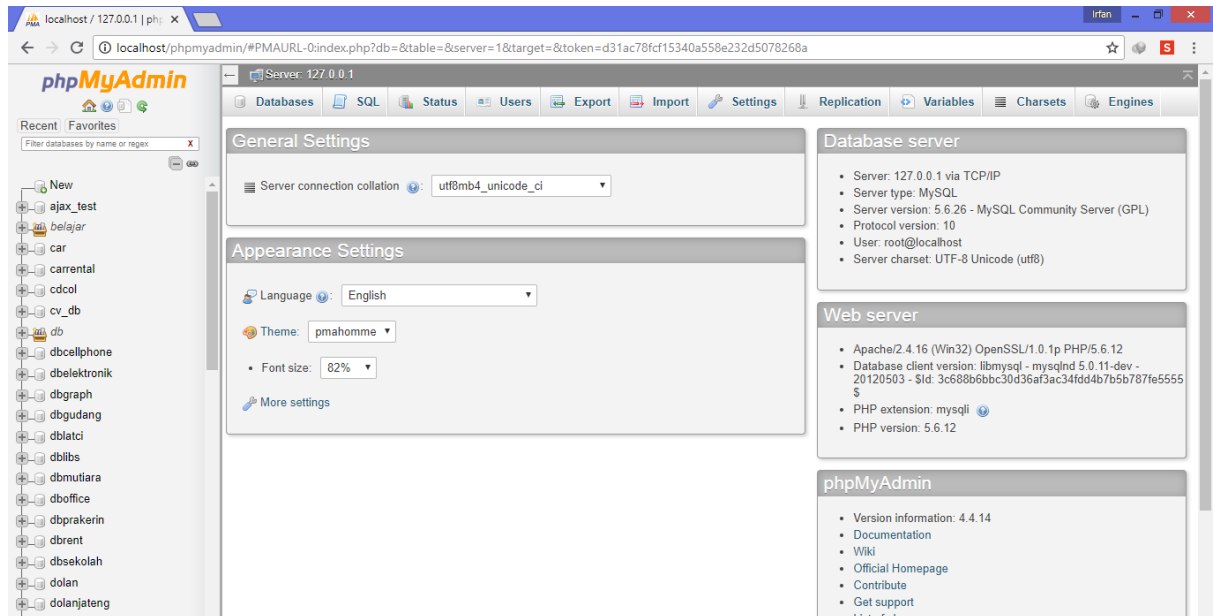 localhost / 127.0.0.1 | php
Irfan
localhost/phpmyadmin/#PMAURL-0:index.php?db=&table=&server=1&target=&token=d31ac78fcf15340a558e232d5078268a
phpMyAdmin
Recent Favorites
Filter databases by name or regex X
New
ajax_test
belajar
car
carrental
cdcol
cv_db
db
dbcellphone
dbelektronik
dbgraph
dbgudang
dblatci
dblibs
dbmutiara
dboffice
dbprakerin
dbrent
dbsekolah
dolan
dolanjateng
Server: 127.0.0.1
Databases SQL Status Users Export Import Settings Replication Variables Charsets Engines
General Settings
Server connection collation : utf8mb4_unicode_ci
Appearance Settings
Language : English
Theme: pmahomme
Font size: 82%
More settings
Database server
Server: 127.0.0.1 via TCP/IP
Server type: MySQL
Server version: 5.6.26 - MySQL Community Server (GPL)
Protocol version: 10
User: root@localhost
Server charset: UTF-8 Unicode (utf8)
Web server
Apache/2.4.16 (Win32) OpenSSL/1.0.1p PHP/5.6.12
Database client version: libmysql - mysqlnd 5.0.11-dev -
20120503 - $Id: 3c688b6bbc30d36af3ac34fdd4b7b5b787fe5555
$
PHP extension: mysqli
PHP version: 5.6.12
phpMyAdmin
Version information: 4.4.14
Documentation
Wiki
Official Homepage
Contribute
Get support